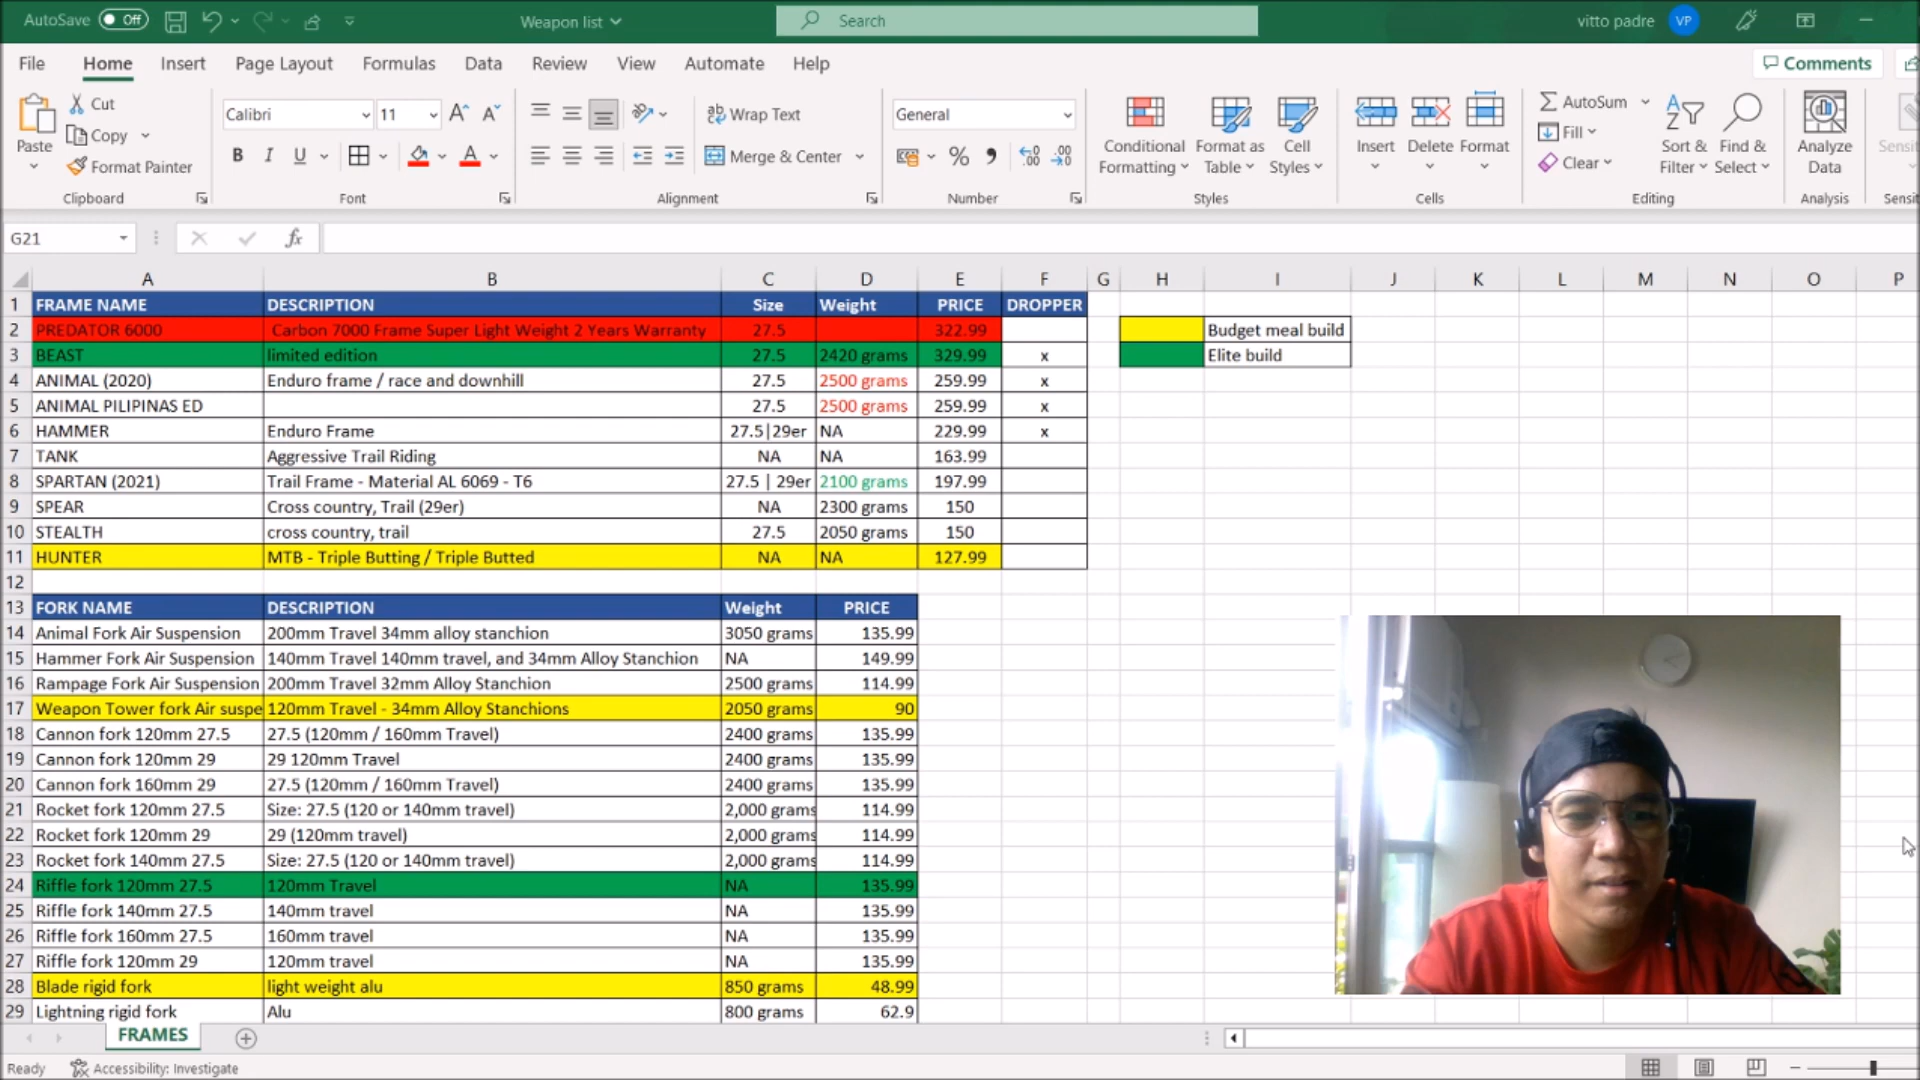 AutoSave Off Weapon list Search vitto padre VP
File Home Insert Page Layout Formulas Data Review View Automate Help Comments
Paste Cut Copy Format Painter Clipboard
Calibri 11 B I U A Font
Wrap Text Merge & Center Alignment
General % Number
Conditional Formatting Format as Table Cell Styles Styles
Insert Delete Format Cells
AutoSum Fill Clear Sort & Filter Find & Select Editing
Analyze Data Analysis
G21 fx
A B C D E F G H I J K L M N O P
1 FRAME NAME DESCRIPTION Size Weight PRICE DROPPER
2 PREDATOR 6000 Carbon 7000 Frame Super Light Weight 2 Years Warranty 27.5 322.99 Budget meal build
3 BEAST limited edition 27.5 2420 grams 329.99 x Elite build
4 ANIMAL (2020) Enduro frame / race and downhill 27.5 2500 grams 259.99 x
5 ANIMAL PILIPINAS ED 27.5 2500 grams 259.99 x
6 HAMMER Enduro Frame 27.5|29er NA 229.99 x
7 TANK Aggressive Trail Riding NA NA 163.99
8 SPARTAN (2021) Trail Frame - Material AL 6069 - T6 27.5 | 29er 2100 grams 197.99
9 SPEAR Cross country, Trail (29er) NA 2300 grams 150
10 STEALTH cross country, trail 27.5 2050 grams 150
11 HUNTER MTB - Triple Butting / Triple Butted NA NA 127.99
12
13 FORK NAME DESCRIPTION Weight PRICE
14 Animal Fork Air Suspension 200mm Travel 34mm alloy stanchion 3050 grams 135.99
15 Hammer Fork Air Suspension 140mm Travel 140mm travel, and 34mm Alloy Stanchion NA 149.99
16 Rampage Fork Air Suspension 200mm Travel 32mm Alloy Stanchion 2500 grams 114.99
17 Weapon Tower fork Air suspe 120mm Travel - 34mm Alloy Stanchions 2050 grams 90
18 Cannon fork 120mm 27.5 27.5 (120mm / 160mm Travel) 2400 grams 135.99
19 Cannon fork 120mm 29 29 120mm Travel 2400 grams 135.99
20 Cannon fork 160mm 29 27.5 (120mm / 160mm Travel) 2400 grams 135.99
21 Rocket fork 120mm 27.5 Size: 27.5 (120 or 140mm travel) 2,000 grams 114.99
22 Rocket fork 120mm 29 29 (120mm travel) 2,000 grams 114.99
23 Rocket fork 140mm 27.5 Size: 27.5 (120 or 140mm travel) 2,000 grams 114.99
24 Riffle fork 120mm 27.5 120mm Travel NA 135.99
25 Riffle fork 140mm 27.5 140mm travel NA 135.99
26 Riffle fork 160mm 27.5 160mm travel NA 135.99
27 Riffle fork 120mm 29 120mm travel NA 135.99
28 Blade rigid fork light weight alu 850 grams 48.99
29 Lightning rigid fork Alu 800 grams 62.9
FRAMES
Ready Accessibility: Investigate